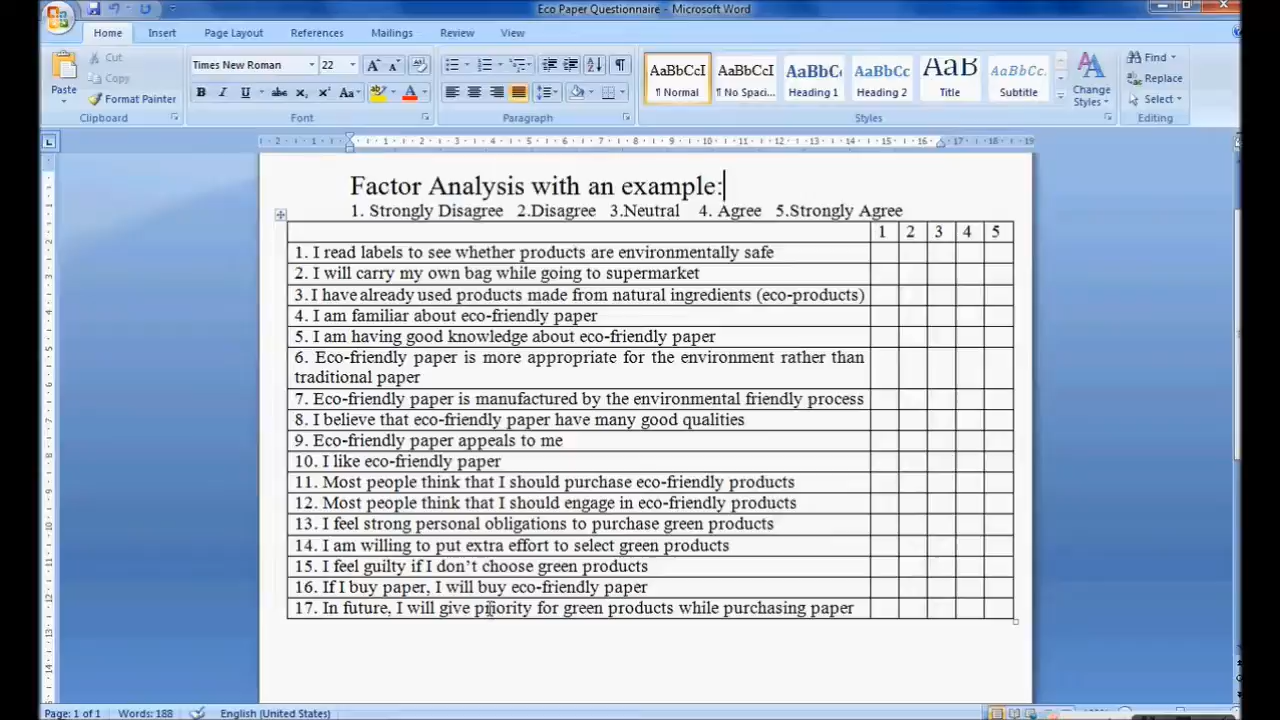 Eco Paper Questionnaire - Microsoft Word
Home Insert Page Layout References Mailings Review View
Paste Cut Copy Format Painter Clipboard
Times New Roman 22 Font
Paragraph
AaBbCcI AaBbCcI AaBbCc AaBbCc AaB AaBbCc.
¶ Normal ¶ No Spaci... Heading 1 Heading 2 Title Subtitle Change Styles Styles
Find Replace Select Editing
Factor Analysis with an example:
1. Strongly Disagree 2.Disagree 3.Neutral 4. Agree 5.Strongly Agree
1 2 3 4 5
1. I read labels to see whether products are environmentally safe
2. I will carry my own bag while going to supermarket
3. I have already used products made from natural ingredients (eco-products)
4. I am familiar about eco-friendly paper
5. I am having good knowledge about eco-friendly paper
6. Eco-friendly paper is more appropriate for the environment rather than
traditional paper
7. Eco-friendly paper is manufactured by the environmental friendly process
8. I believe that eco-friendly paper have many good qualities
9. Eco-friendly paper appeals to me
10. I like eco-friendly paper
11. Most people think that I should purchase eco-friendly products
12. Most people think that I should engage in eco-friendly products
13. I feel strong personal obligations to purchase green products
14. I am willing to put extra effort to select green products
15. I feel guilty if I don’t choose green products
16. If I buy paper, I will buy eco-friendly paper
17. In future, I will give priority for green products while purchasing paper
Page: 1 of 1 Words: 188 English (United States)